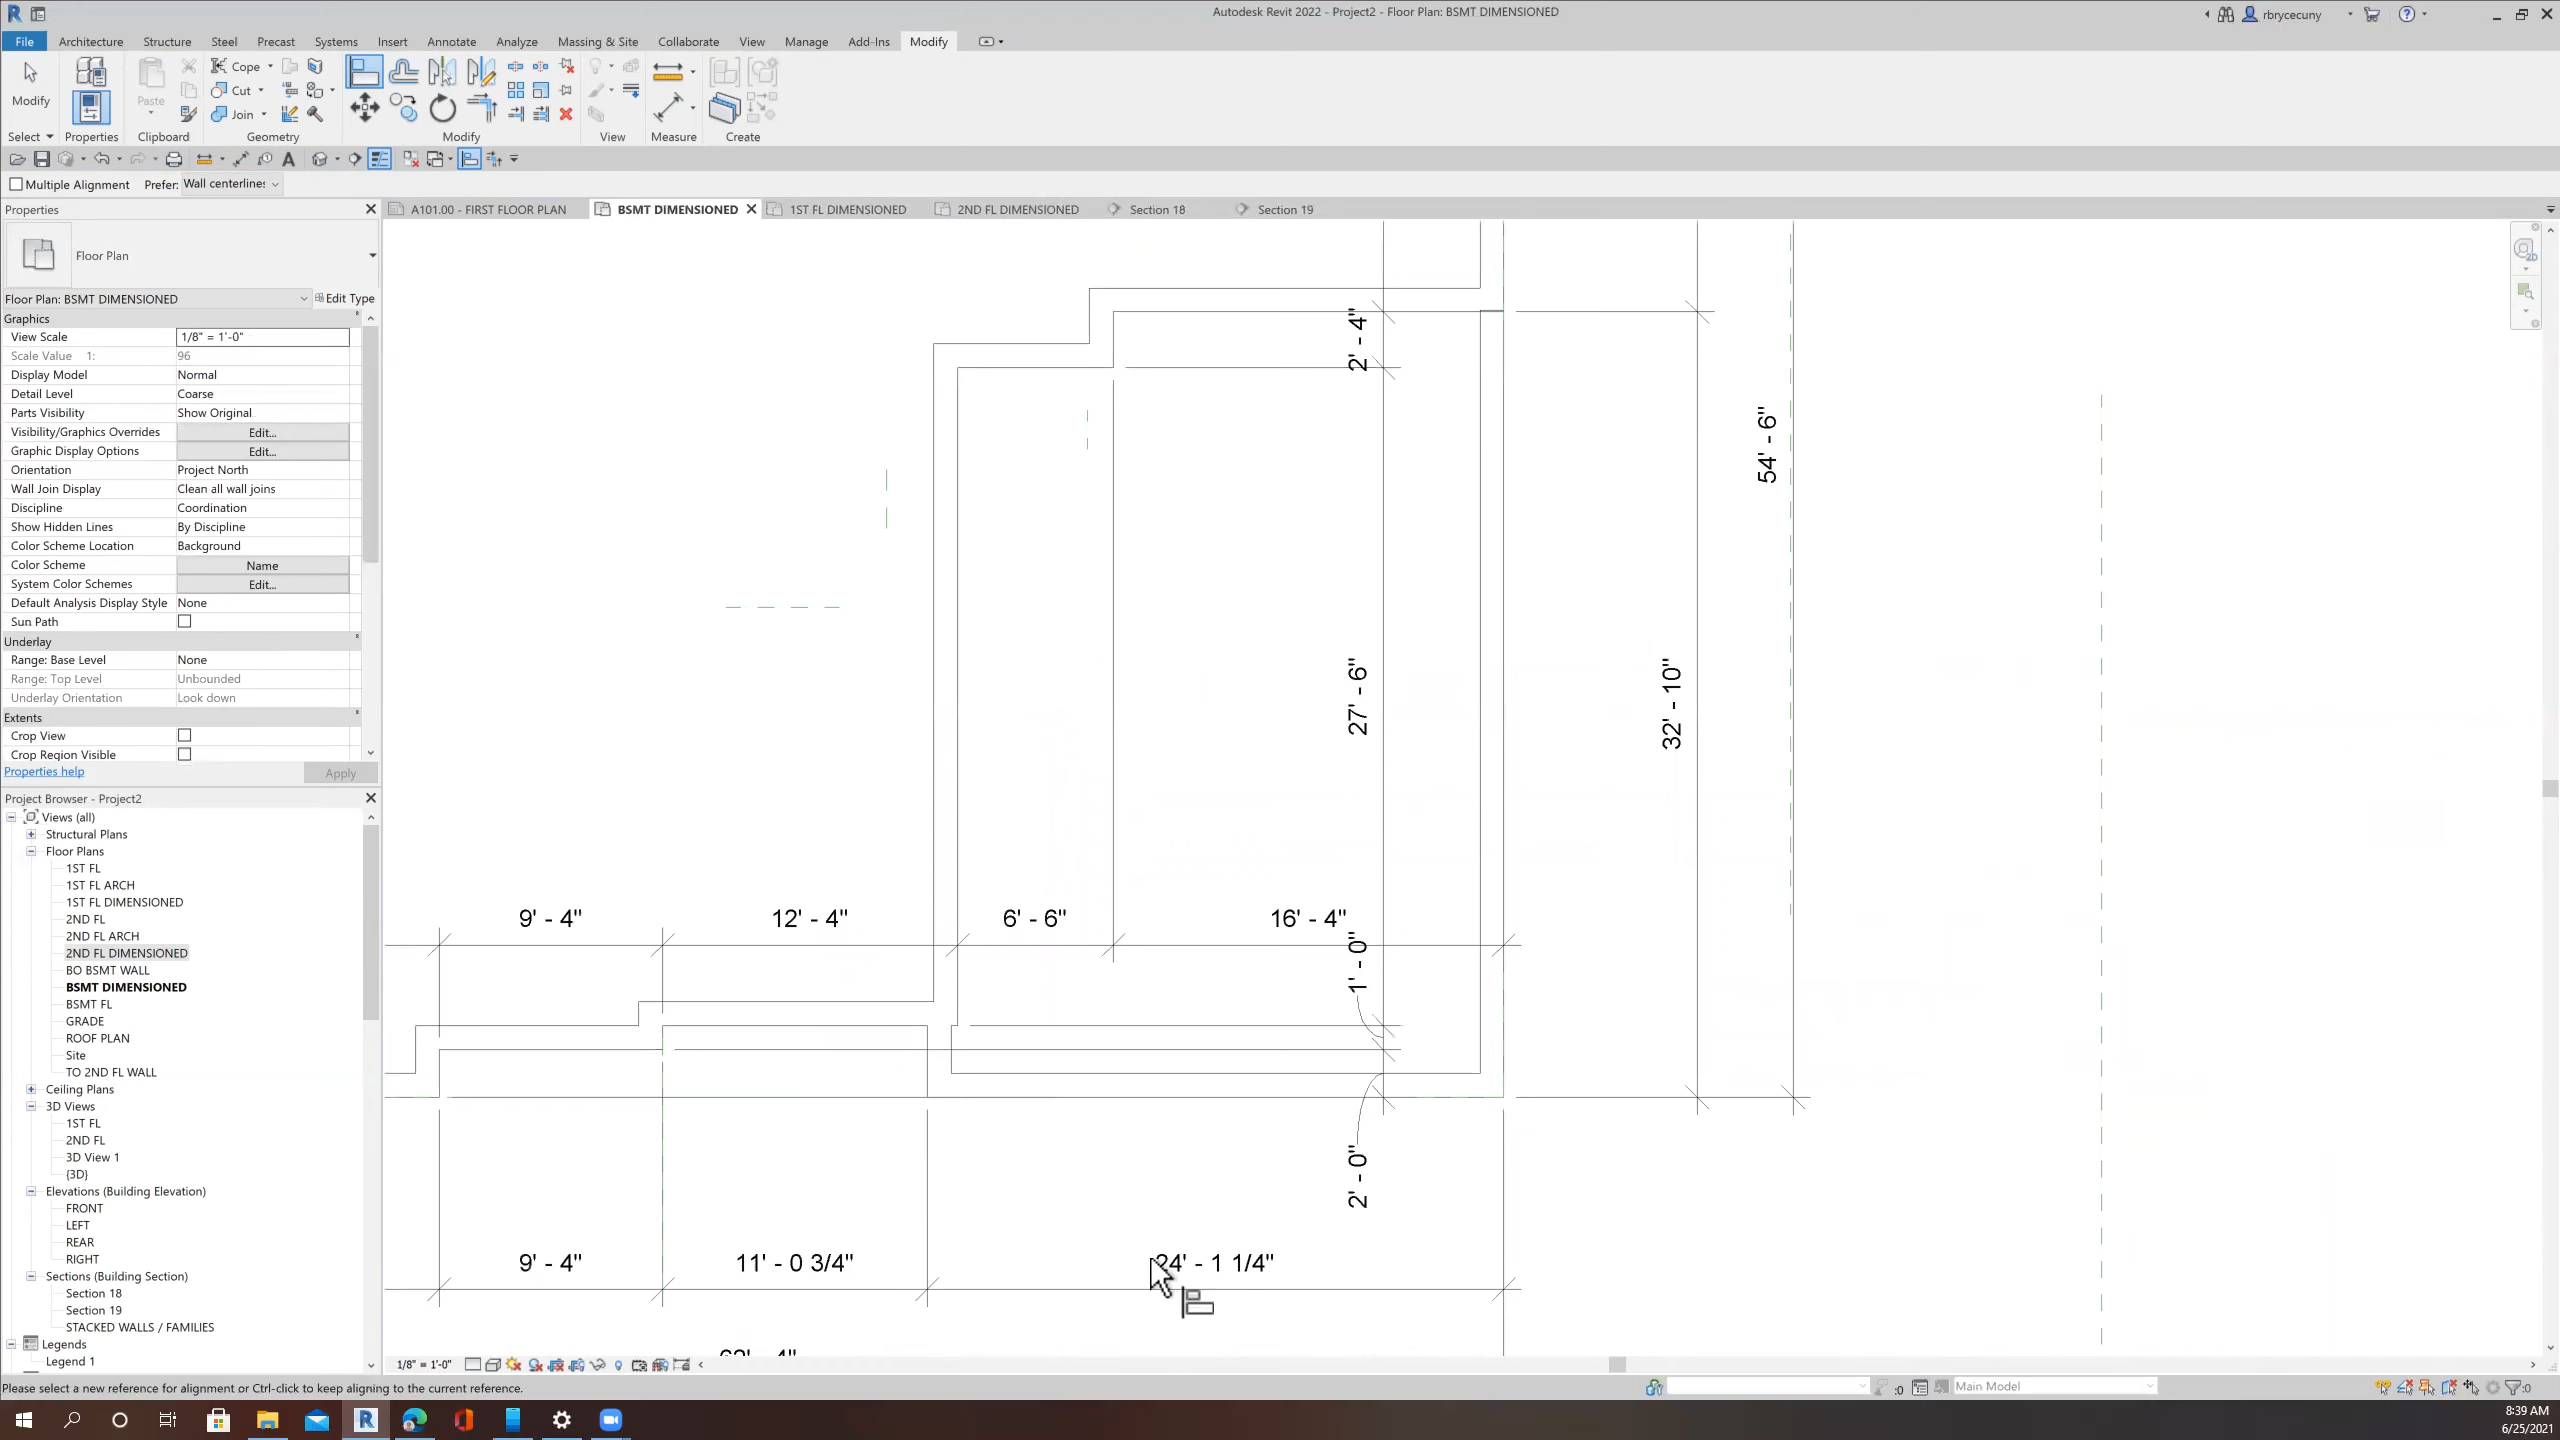 Autodesk Revit 2022 - Project2 - Floor Plan: BSMT DIMENSIONED
rbrycecuny
File Architecture Structure Steel Precast Systems Insert Annotate Analyze Massing & Site Collaborate View Manage Add-Ins Modify
Modify Paste Cope Cut Join
Select Properties Clipboard Geometry Modify View Measure Create
Multiple Alignment Prefer: Wall centerlines
Properties
A101.00 - FIRST FLOOR PLAN BSMT DIMENSIONED 1ST FL DIMENSIONED 2ND FL DIMENSIONED Section 18 Section 19
Floor Plan
Floor Plan: BSMT DIMENSIONED Edit Type
Graphics
View Scale 1/8" = 1'-0"
Scale Value 1: 96
Display Model Normal
Detail Level Coarse
Parts Visibility Show Original
Visibility/Graphics Overrides Edit...
Graphic Display Options Edit...
Orientation Project North
Wall Join Display Clean all wall joins
Discipline Coordination
Show Hidden Lines By Discipline
Color Scheme Location Background
Color Scheme Name
System Color Schemes Edit...
Default Analysis Display Style None
Sun Path
Underlay
Range: Base Level None
Range: Top Level Unbounded
Underlay Orientation Look down
Extents
Crop View
Crop Region Visible
Properties help Apply
Project Browser - Project2
Views (all)
Structural Plans
Floor Plans
1ST FL
1ST FL ARCH
1ST FL DIMENSIONED
2ND FL
2ND FL ARCH
2ND FL DIMENSIONED
BO BSMT WALL
BSMT DIMENSIONED
BSMT FL
GRADE
ROOF PLAN
Site
TO 2ND FL WALL
Ceiling Plans
3D Views
1ST FL
2ND FL
3D View 1
{3D}
Elevations (Building Elevation)
FRONT
LEFT
REAR
RIGHT
Sections (Building Section)
Section 18
Section 19
STACKED WALLS / FAMILIES
Legends
Legend 1
2' - 4"
54' - 6"
27' - 6"
32' - 10"
9' - 4" 12' - 4" 6' - 6" 16' - 4"
1' - 0"
2' - 0"
9' - 4" 11' - 0 3/4" 24' - 1 1/4"
2D
1/8" = 1'-0"
Please select a new reference for alignment or Ctrl-click to keep aligning to the current reference.
:0 Main Model :0
8:39 AM
6/25/2021